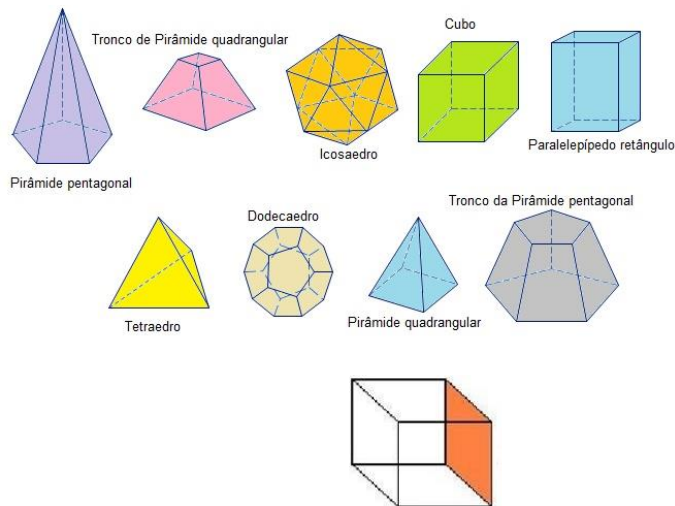 Tronco de Pirâmide quadrangular
Cubo
Icosaedro
Paralelepípedo retângulo
Pirâmide pentagonal
Tronco da Pirâmide pentagonal
Dodecaedro
Tetraedro
Pirâmide quadrangular